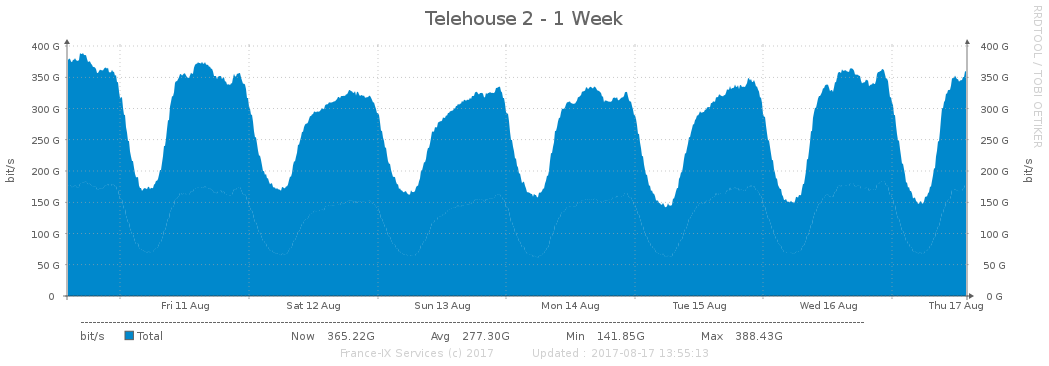 Telehouse 2 - 1 Week
RRDTOOL / TOBI OETIKER
bit/s
bit/s
400 G 400 G
350 G 350 G
300 G 300 G
250 G 250 G
200 G 200 G
150 G 150 G
100 G 100 G
50 G 50 G
0 0 G
Fri 11 Aug Sat 12 Aug Sun 13 Aug Mon 14 Aug Tue 15 Aug Wed 16 Aug Thu 17 Aug
bit/s Total Now 365.22G Avg 277.30G Min 141.85G Max 388.43G
France-IX Services (c) 2017 Updated : 2017-08-17 13:55:13